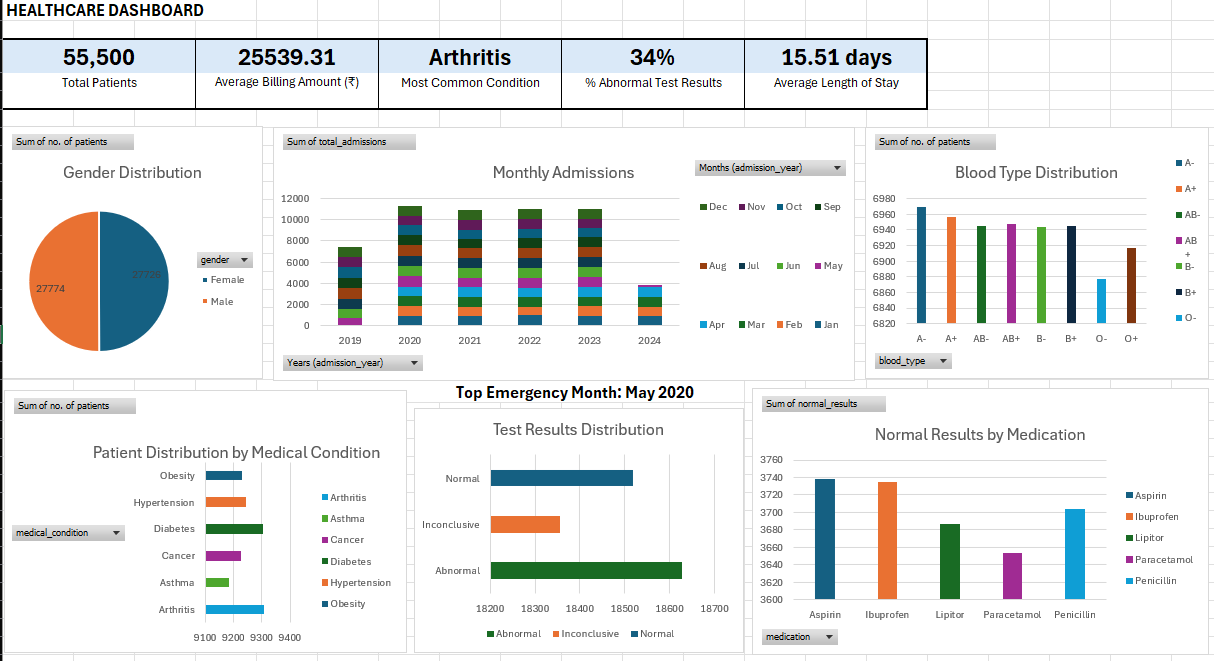 HEALTHCARE DASHBOARD
55,500
Total Patients
25539.31
Average Billing Amount (₹)
Arthritis
Most Common Condition
34%
% Abnormal Test Results
15.51 days
Average Length of Stay
Sum of no. of patients
Gender Distribution
27774
27726
gender
Female
Male
Sum of total_admissions
Monthly Admissions
Months (admission_year)
12000
10000
8000
6000
4000
2000
0
2019 2020 2021 2022 2023 2024
Dec Nov Oct Sep
Aug Jul Jun May
Apr Mar Feb Jan
Years (admission_year)
Sum of no. of patients
Blood Type Distribution
6980
6960
6940
6920
6900
6880
6860
6840
6820
A- A+ AB- AB+ B- B+ O- O+
A-
A+
AB-
AB
+
B-
B+
O-
blood_type
Sum of no. of patients
Patient Distribution by Medical Condition
Obesity
Hypertension
Diabetes
Cancer
Asthma
Arthritis
9100 9200 9300 9400
medical_condition
Arthritis
Asthma
Cancer
Diabetes
Hypertension
Obesity
Top Emergency Month: May 2020
Test Results Distribution
Normal
Inconclusive
Abnormal
18200 18300 18400 18500 18600 18700
Abnormal Inconclusive Normal
Sum of normal_results
Normal Results by Medication
3760
3740
3720
3700
3680
3660
3640
3620
3600
Aspirin Ibuprofen Lipitor Paracetamol Penicillin
Aspirin
Ibuprofen
Lipitor
Paracetamol
Penicillin
medication